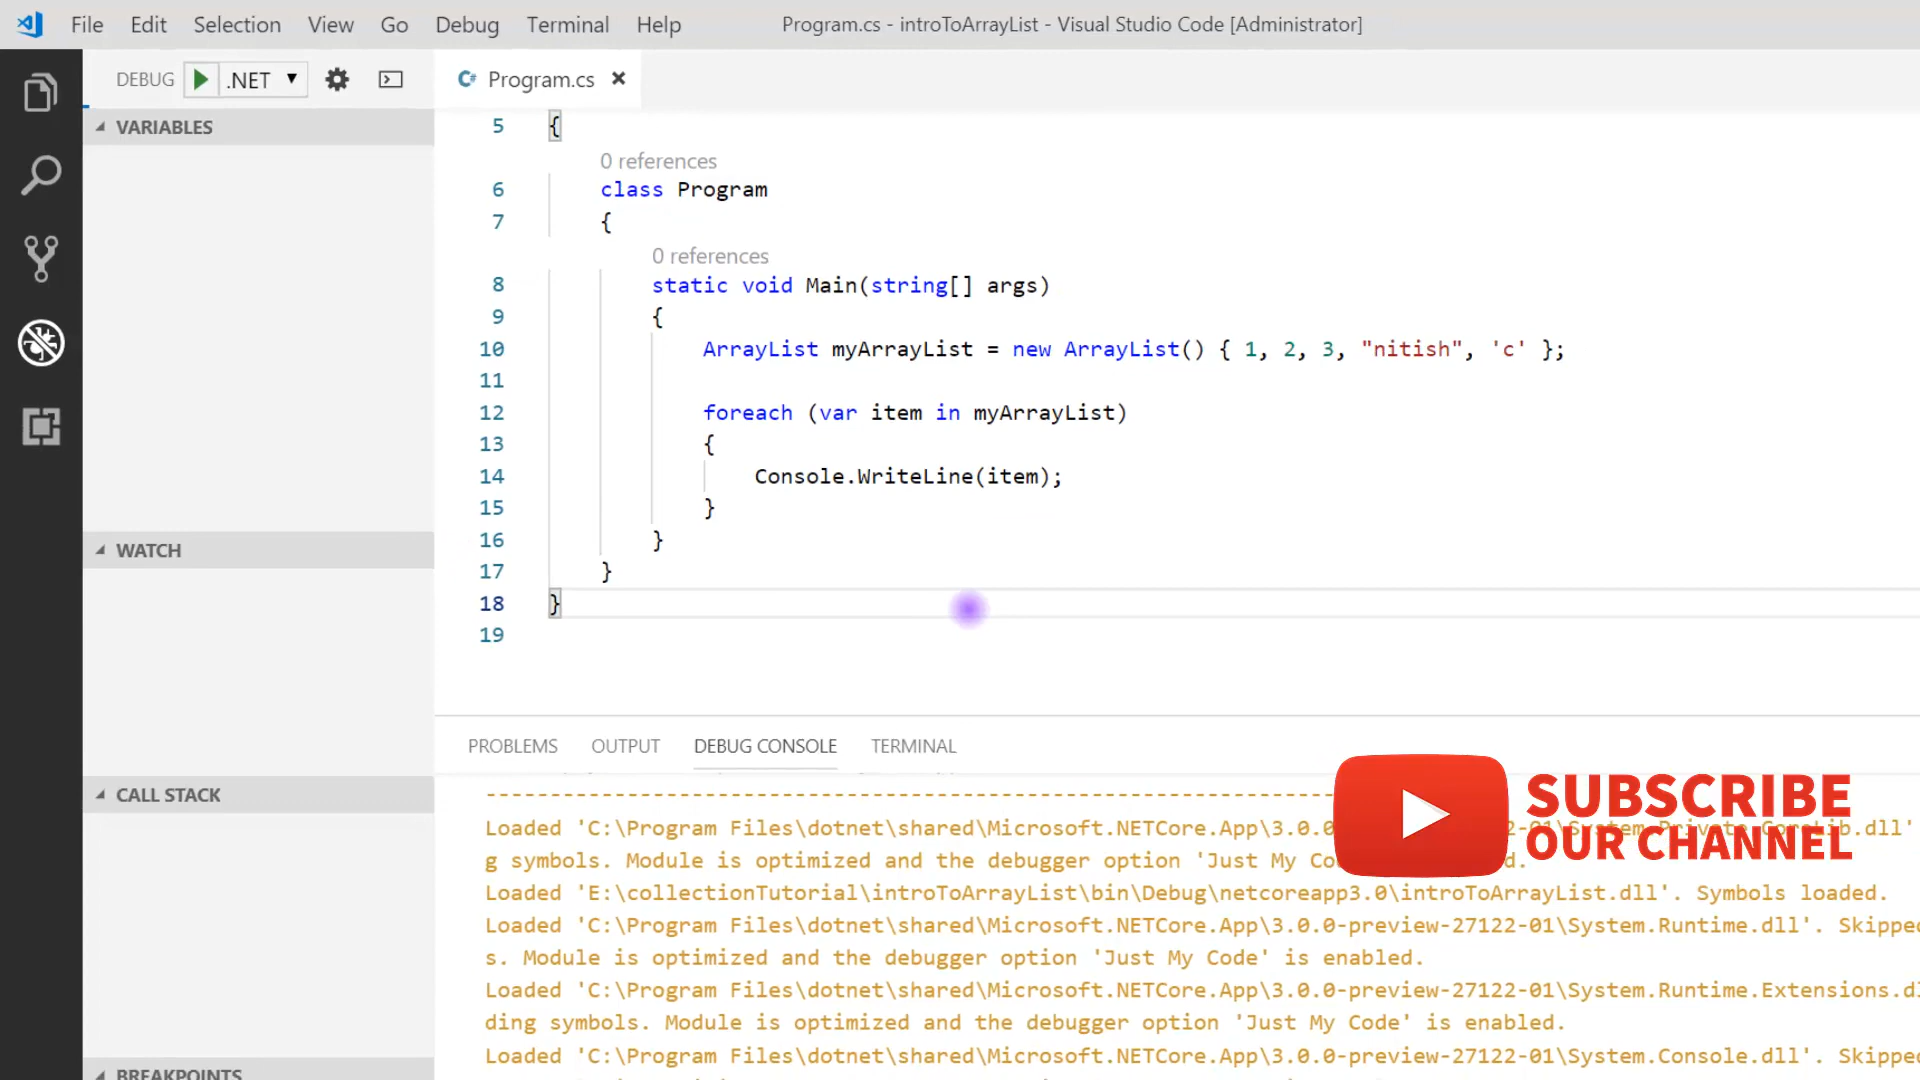 File Edit Selection View Go Debug Terminal Help Program.cs - introToArrayList - Visual Studio Code [Administrator]
DEBUG .NET Program.cs
VARIABLES
WATCH
CALL STACK
BREAKPOINTS
5 {
0 references
6 class Program
7 {
0 references
8 static void Main(string[] args)
9 {
10 ArrayList myArrayList = new ArrayList() { 1, 2, 3, "nitish", 'c' };
11
12 foreach (var item in myArrayList)
13 {
14 Console.WriteLine(item);
15 }
16 }
17 }
18 }
19
PROBLEMS OUTPUT DEBUG CONSOLE TERMINAL
-------------------------------------------------------------------
Loaded 'C:\Program Files\dotnet\shared\Microsoft.NETCore.App\3.0.0 2-01\System.Private.CoreLib.dll'
g symbols. Module is optimized and the debugger option 'Just My Co d.
Loaded 'E:\collectionTutorial\introToArrayList\bin\Debug\netcoreapp3.0\introToArrayList.dll'. Symbols loaded.
Loaded 'C:\Program Files\dotnet\shared\Microsoft.NETCore.App\3.0.0-preview-27122-01\System.Runtime.dll'. Skipped
s. Module is optimized and the debugger option 'Just My Code' is enabled.
Loaded 'C:\Program Files\dotnet\shared\Microsoft.NETCore.App\3.0.0-preview-27122-01\System.Runtime.Extensions.dl
ding symbols. Module is optimized and the debugger option 'Just My Code' is enabled.
Loaded 'C:\Program Files\dotnet\shared\Microsoft.NETCore.App\3.0.0-preview-27122-01\System.Console.dll'. Skipped
SUBSCRIBE
OUR CHANNEL